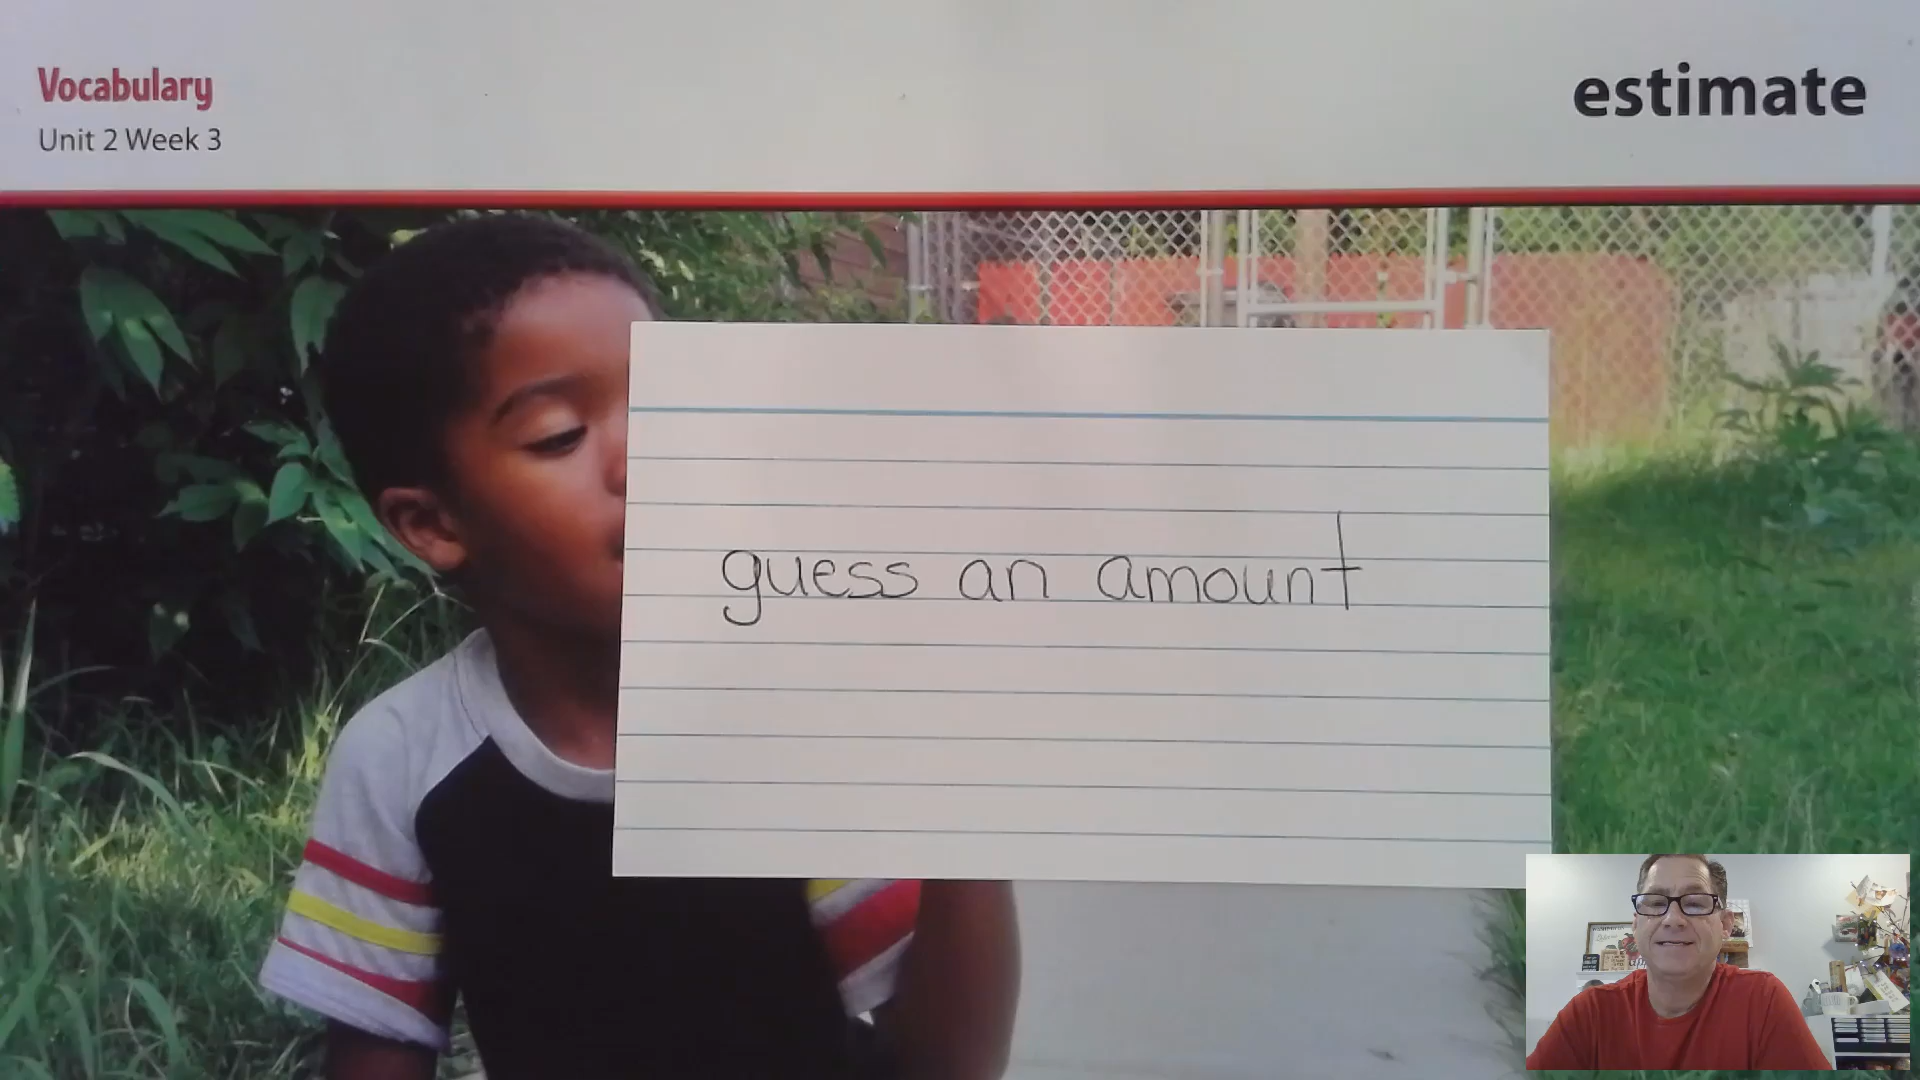 Vocabulary
Unit 2 Week 3
estimate
guess an amount